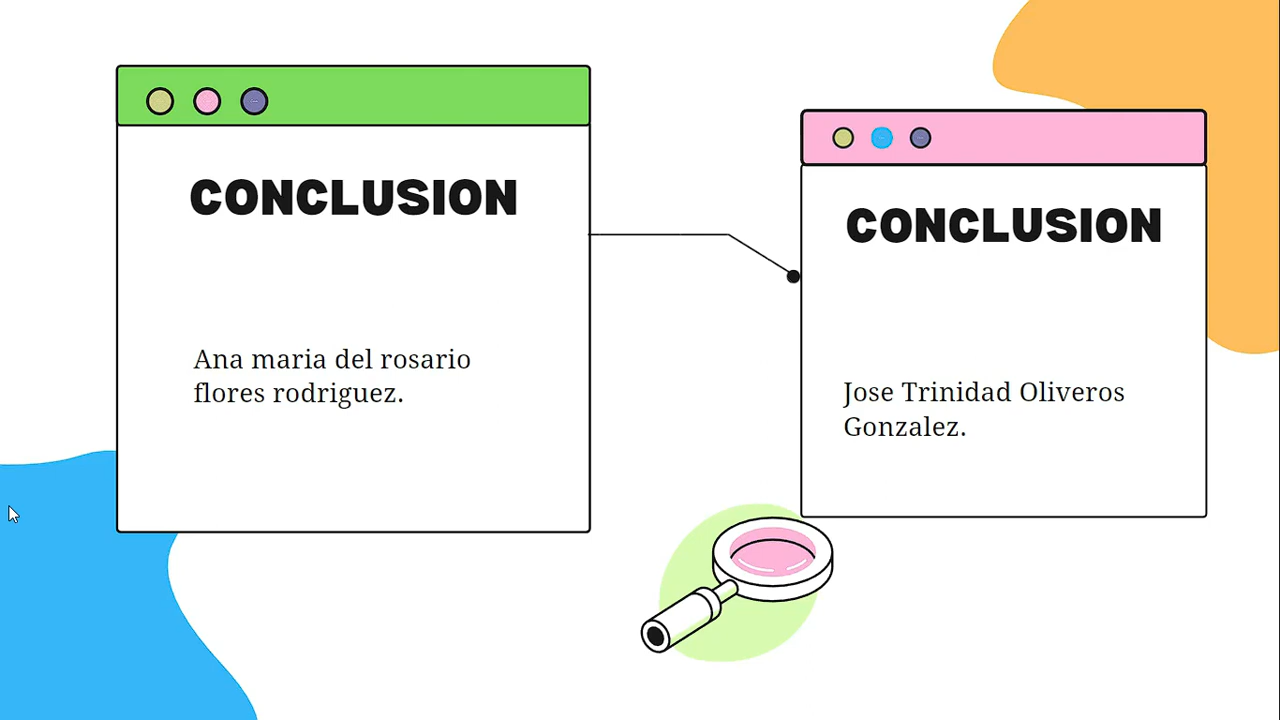 CONCLUSION
Ana maria del rosario
flores rodriguez.
CONCLUSION
Jose Trinidad Oliveros
Gonzalez.